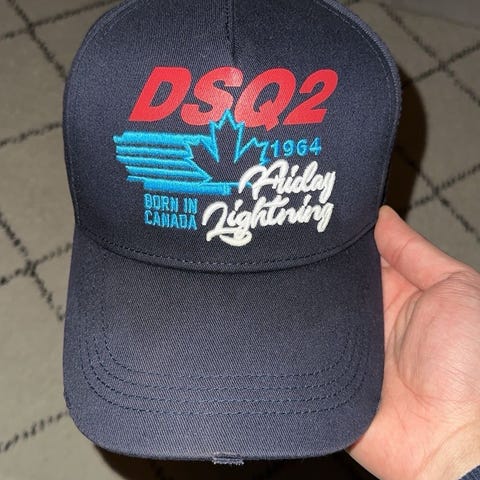 DSQ2
1964
BORN IN
CANADA
Friday
Lightning